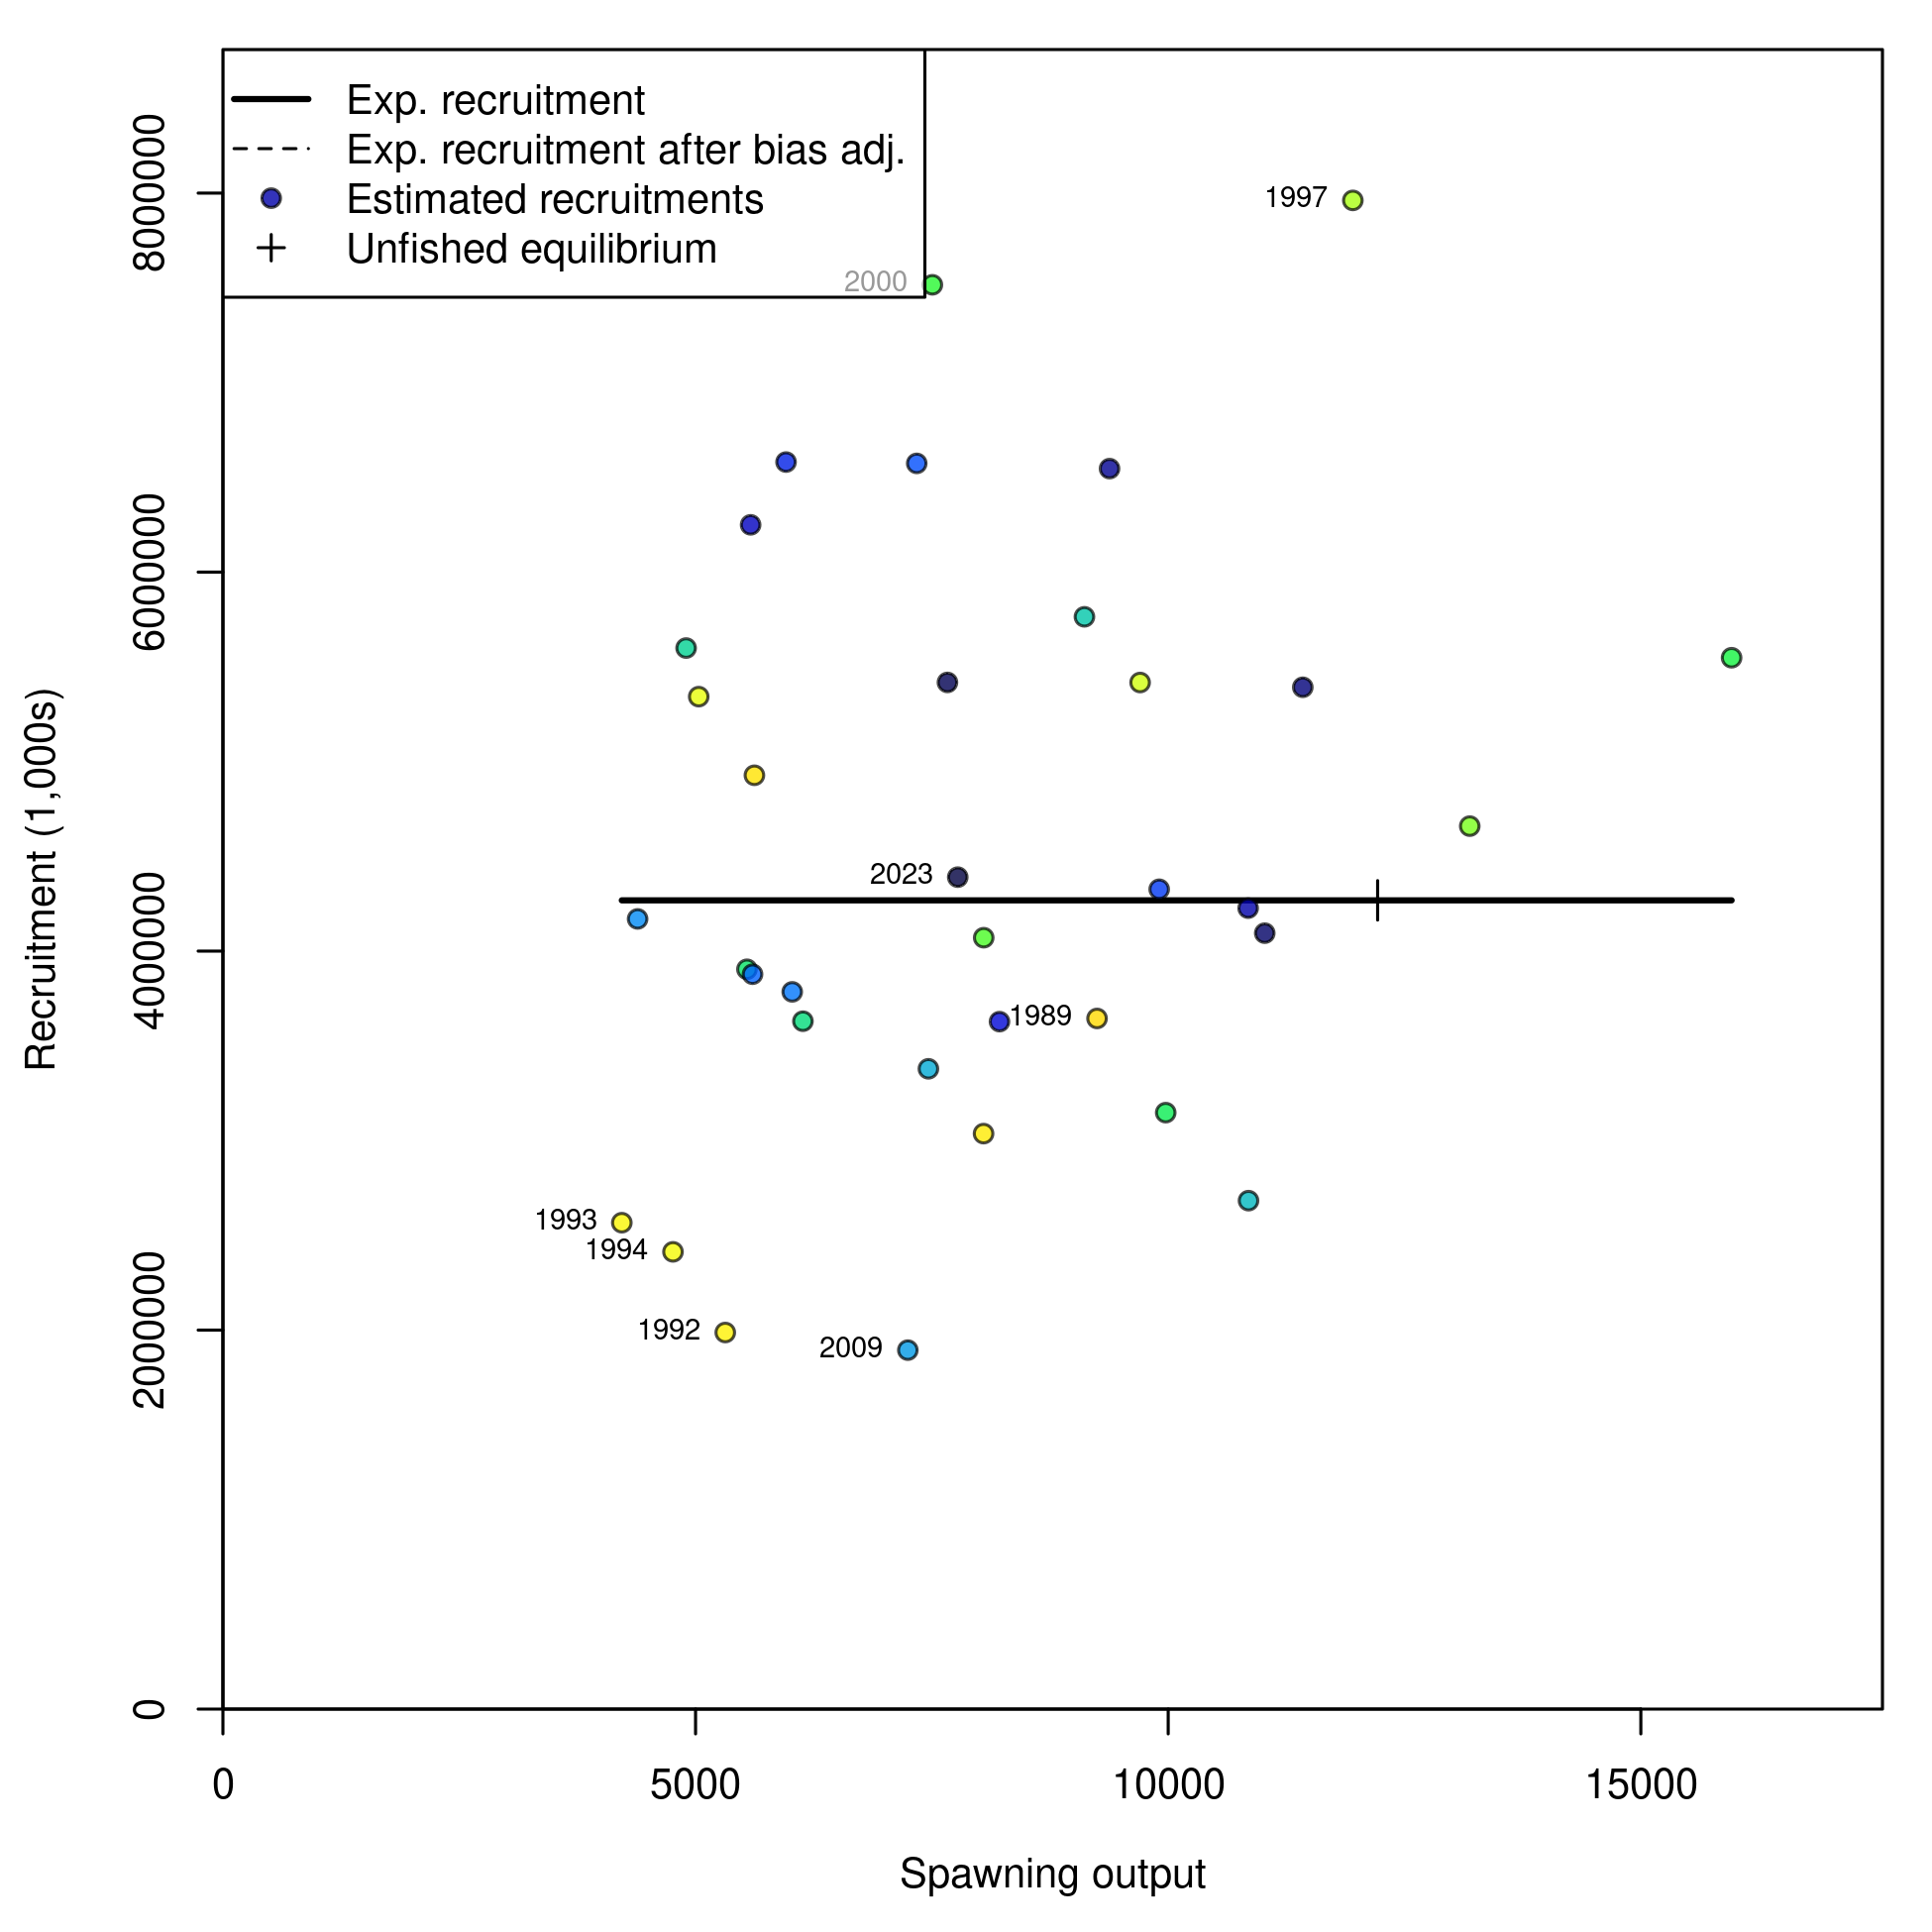 Exp. recruitment
Exp. recruitment after bias adj.
Estimated recruitments
Unfished equilibrium
1997
2000
2023
1989
1993
1994
1992
2009
8000000
6000000
4000000
2000000
0
Recruitment (1,000s)
0 5000 10000 15000
Spawning output